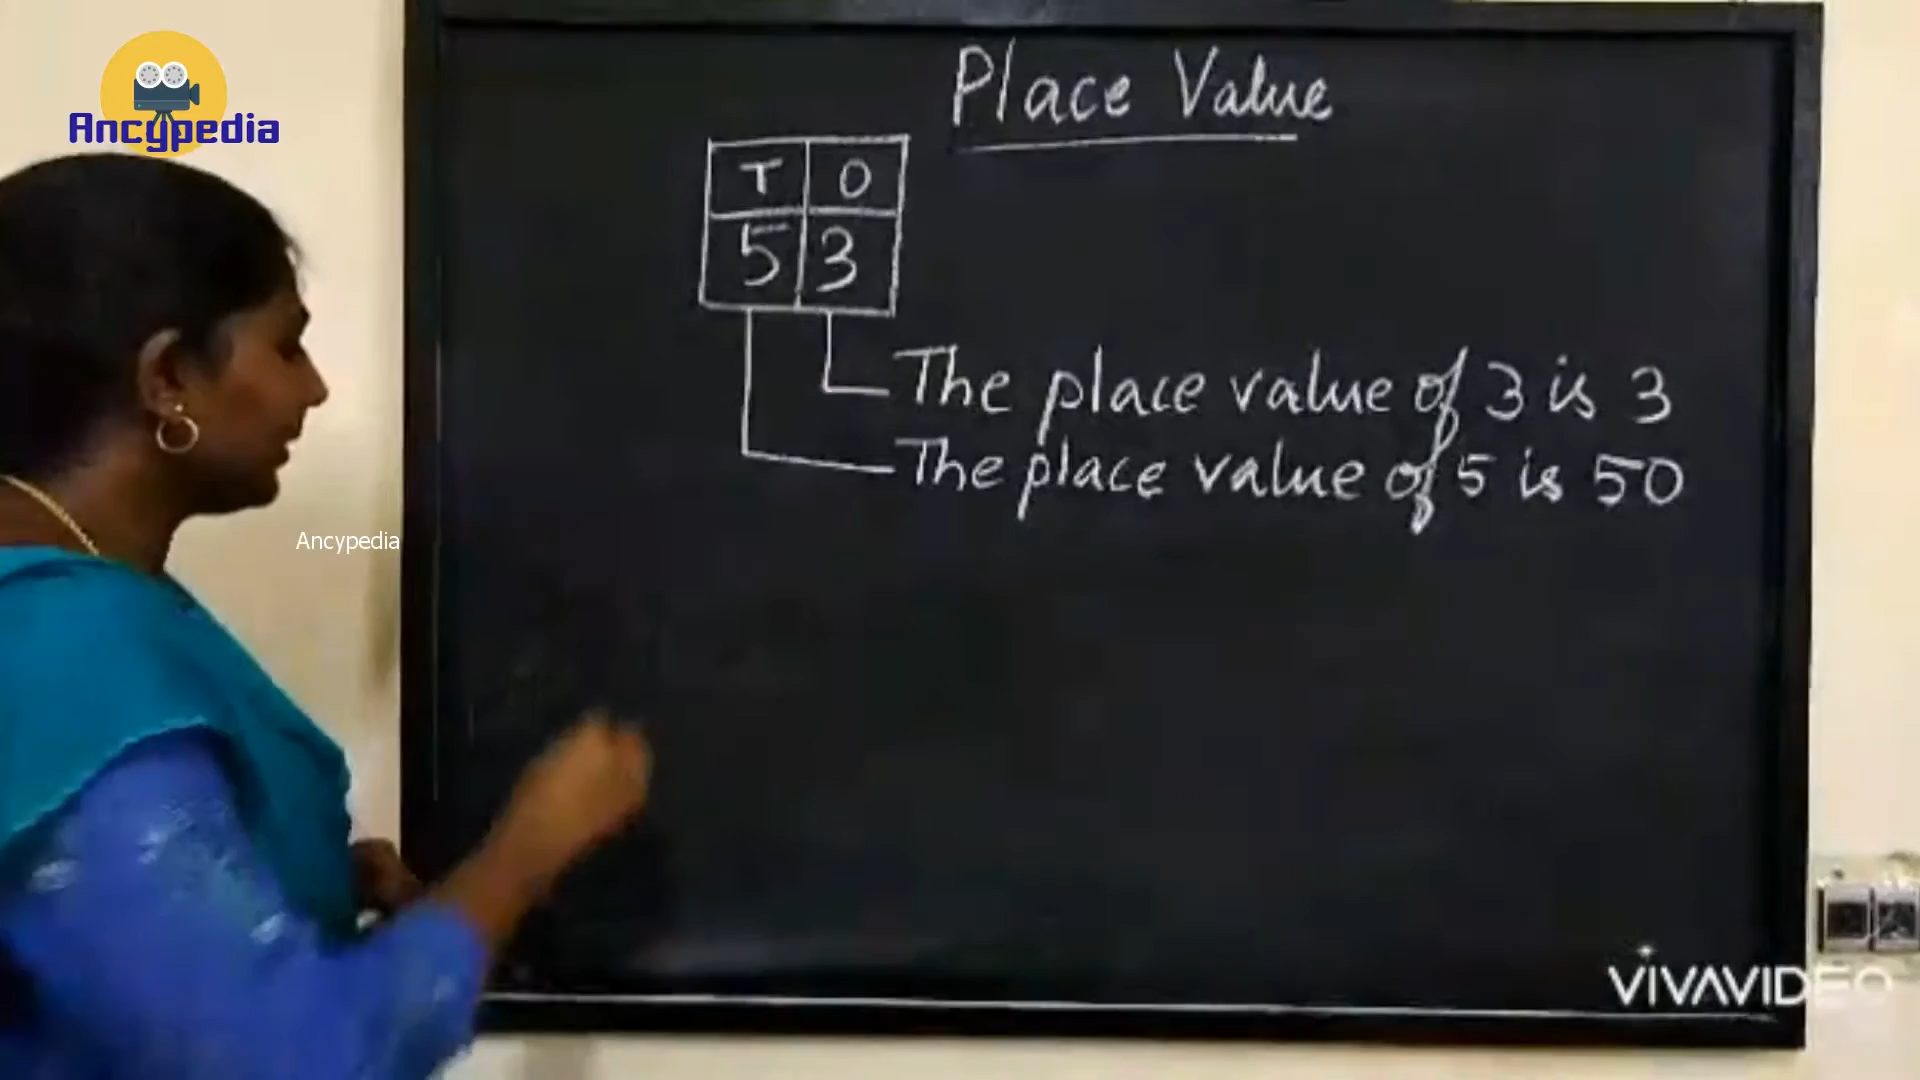 Ancypedia
Place Value
T O
5 3
The place value of 3 is 3
The place value of 5 is 50
Ancypedia
VIVAVIDEO